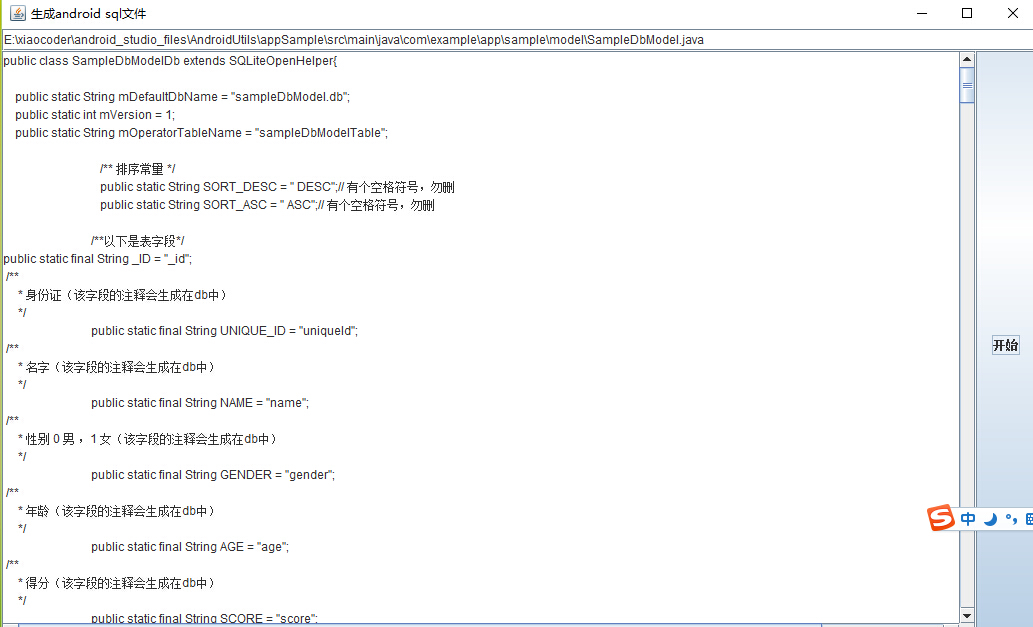 生成android sql文件
E:\xiaocoder\android_studio_files\AndroidUtils\appSample\src\main\java\com\example\app\sample\model\SampleDbModel.java
public class SampleDbModelDb extends SQLiteOpenHelper{
public static String mDefaultDbName = "sampleDbModel.db";
public static int mVersion = 1;
public static String mOperatorTableName = "sampleDbModelTable";
/** 排序常量 */
public static String SORT_DESC = " DESC";// 有个空格符号，勿删
public static String SORT_ASC = " ASC";// 有个空格符号，勿删
/**以下是表字段*/
public static final String _ID = "_id";
/**
* 身份证（该字段的注释会生成在db中）
*/
public static final String UNIQUE_ID = "uniqueId";
/**
* 名字（该字段的注释会生成在db中）
*/
public static final String NAME = "name";
/**
* 性别 0 男 ，1 女（该字段的注释会生成在db中）
*/
public static final String GENDER = "gender";
/**
* 年龄（该字段的注释会生成在db中）
*/
public static final String AGE = "age";
/**
* 得分（该字段的注释会生成在db中）
*/
public static final String SCORE = "score";
开始
S 中